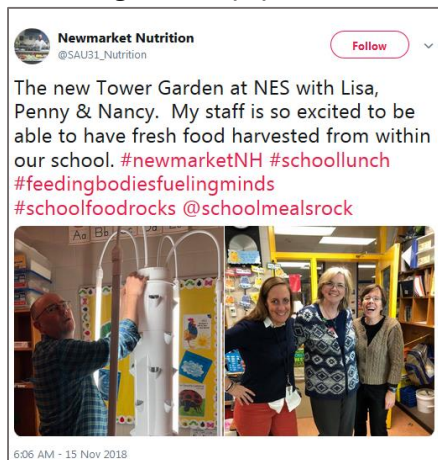 Newmarket Nutrition
@SAU31_Nutrition
Follow
The new Tower Garden at NES with Lisa,
Penny & Nancy. My staff is so excited to be
able to have fresh food harvested from within
our school. #newmarketNH #schoollunch
#feedingbodiesfuelingminds
#schoolfoodrocks @schoolmealsrock
Aa Bb
6:06 AM - 15 Nov 2018